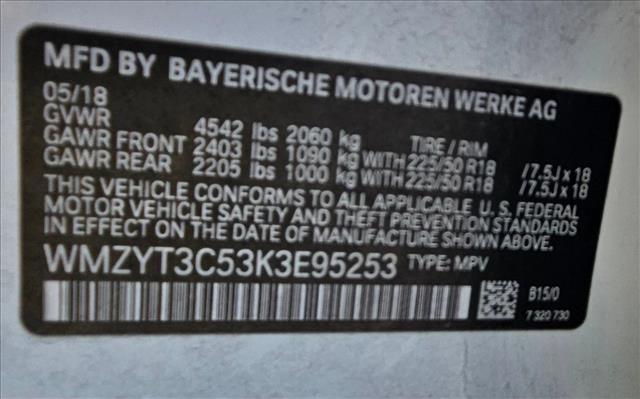 MFD BY BAYERISCHE MOTOREN WERKE AG
05/18
GVWR 4542 lbs 2060 kg TIRE / RIM
GAWR FRONT 2403 lbs 1090 kg WITH 225/50 R18 /7.5J x 18
GAWR REAR 2205 lbs 1000 kg WITH 225/50 R18 /7.5J x 18
THIS VEHICLE CONFORMS TO ALL APPLICABLE U. S. FEDERAL
MOTOR VEHICLE SAFETY AND THEFT PREVENTION STANDARDS
IN EFFECT ON THE DATE OF MANUFACTURE SHOWN ABOVE.
WMZYT3C53K3E95253 TYPE: MPV
B15/0
7 320 730